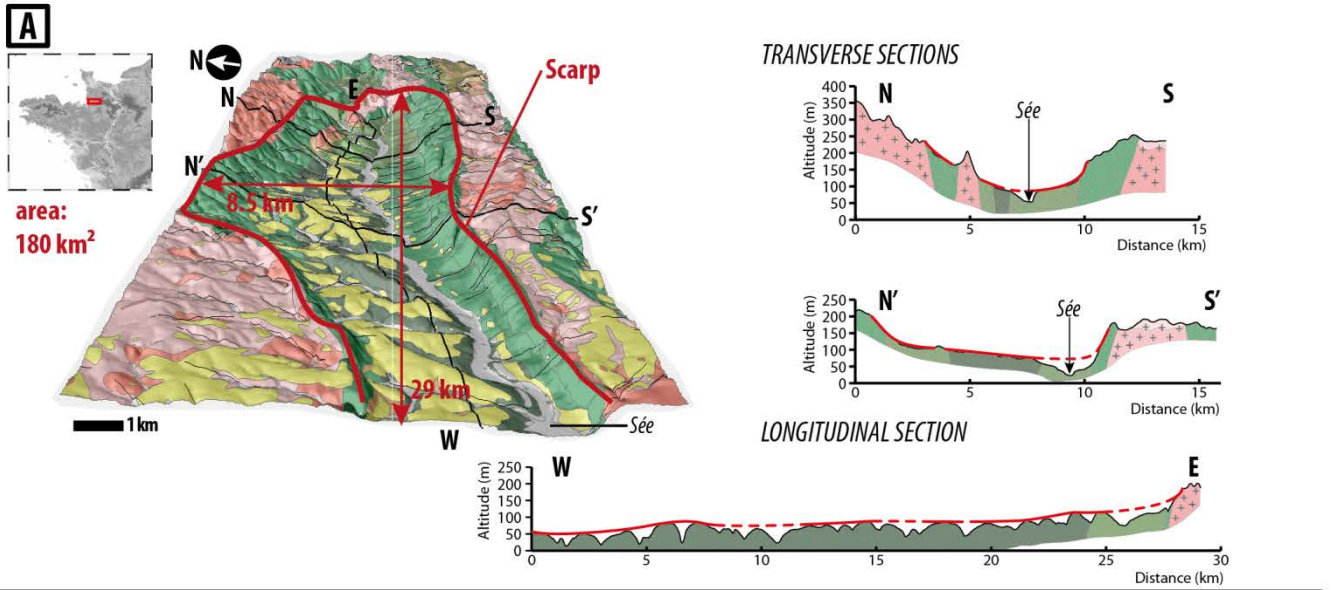 A
N
E
N
N'
S
S'
Scarp
8.5 km
29 km
area:
180 km²
1 km
W
Sée
TRANSVERSE SECTIONS
N
S
Sée
Altitude (m)
400
350
300
250
200
150
100
50
0
0
5
10
15
Distance (km)
N'
S'
Sée
Altitude (m)
250
200
150
100
50
0
0
5
10
15
Distance (km)
LONGITUDINAL SECTION
W
E
Altitude (m)
250
200
150
100
50
0
0
5
10
15
20
25
30
Distance (km)